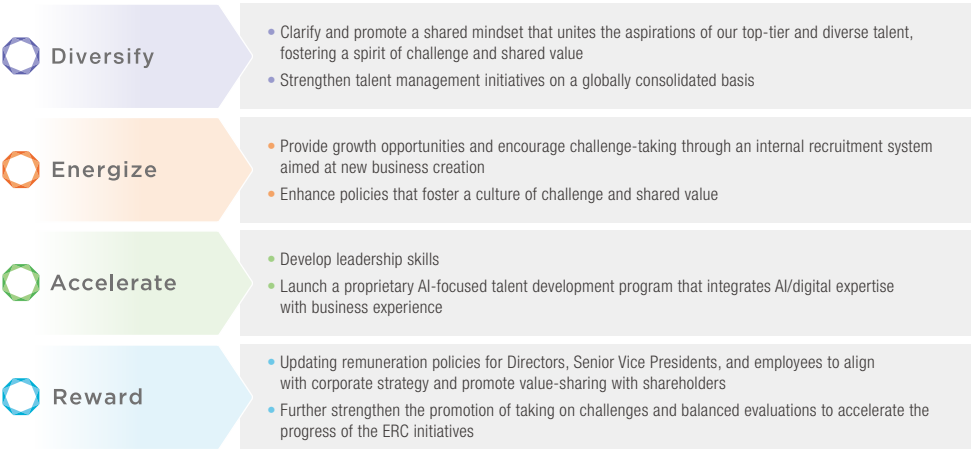 Diversify
• Clarify and promote a shared mindset that unites the aspirations of our top-tier and diverse talent,
fostering a spirit of challenge and shared value
• Strengthen talent management initiatives on a globally consolidated basis
Energize
• Provide growth opportunities and encourage challenge-taking through an internal recruitment system
aimed at new business creation
• Enhance policies that foster a culture of challenge and shared value
Accelerate
• Develop leadership skills
• Launch a proprietary AI-focused talent development program that integrates AI/digital expertise
with business experience
Reward
• Updating remuneration policies for Directors, Senior Vice Presidents, and employees to align
with corporate strategy and promote value-sharing with shareholders
• Further strengthen the promotion of taking on challenges and balanced evaluations to accelerate the
progress of the ERC initiatives